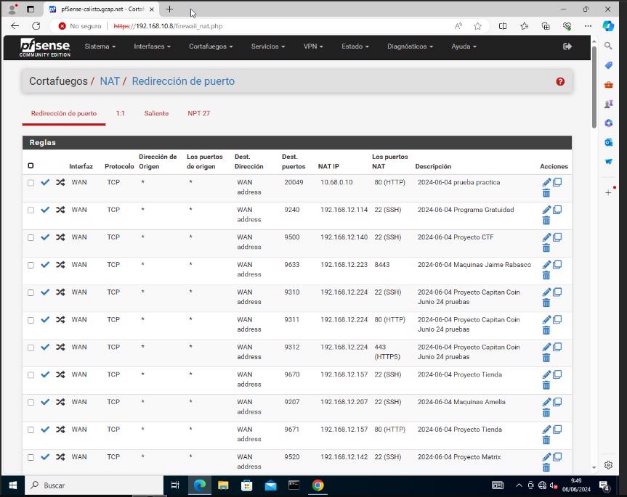 pfSense-calisto.gcap.net - Cortaf
No seguro https://192.168.10.8/firewall_nat.php
pfSense
COMMUNITY EDITION
Sistema Interfases Cortafuegos Servicios VPN Estado Diagnósticos Ayuda
Cortafuegos / NAT / Redirección de puerto
Redirección de puerto 1:1 Saliente NPT 27
Reglas
Interfaz Protocolo Dirección de Origen Los puertos de origen Dest. Dirección Dest. puertos NAT IP Los puertos NAT Descripción Acciones
WAN TCP * * WAN address 20049 10.68.0.10 80 (HTTP) 2024-06-04 prueba practica
WAN TCP * * WAN address 9240 192.168.12.114 22 (SSH) 2024-06-04 Programa Gratuidad
WAN TCP * * WAN address 9500 192.168.12.140 22 (SSH) 2024-06-04 Proyecto CTF
WAN TCP * * WAN address 9633 192.168.12.223 8443 2024-06-04 Maquinas Jaime Rabasco
WAN TCP * * WAN address 9310 192.168.12.224 22 (SSH) 2024-06-04 Proyecto Capitan Coin Junio 24 pruebas
WAN TCP * * WAN address 9311 192.168.12.224 80 (HTTP) 2024-06-04 Proyecto Capitan Coin Junio 24 pruebas
WAN TCP * * WAN address 9312 192.168.12.224 443 (HTTPS) 2024-06-04 Proyecto Capitan Coin Junio 24 pruebas
WAN TCP * * WAN address 9670 192.168.12.157 22 (SSH) 2024-06-04 Proyecto Tienda
WAN TCP * * WAN address 9207 192.168.12.207 22 (SSH) 2024-06-04 Maquinas Amelia
WAN TCP * * WAN address 9671 192.168.12.157 80 (HTTP) 2024-06-04 Proyecto Tienda
WAN TCP * * WAN address 9520 192.168.12.142 22 (SSH) 2024-06-04 Proyecto Matrix
Buscar
9:49
06/06/2024